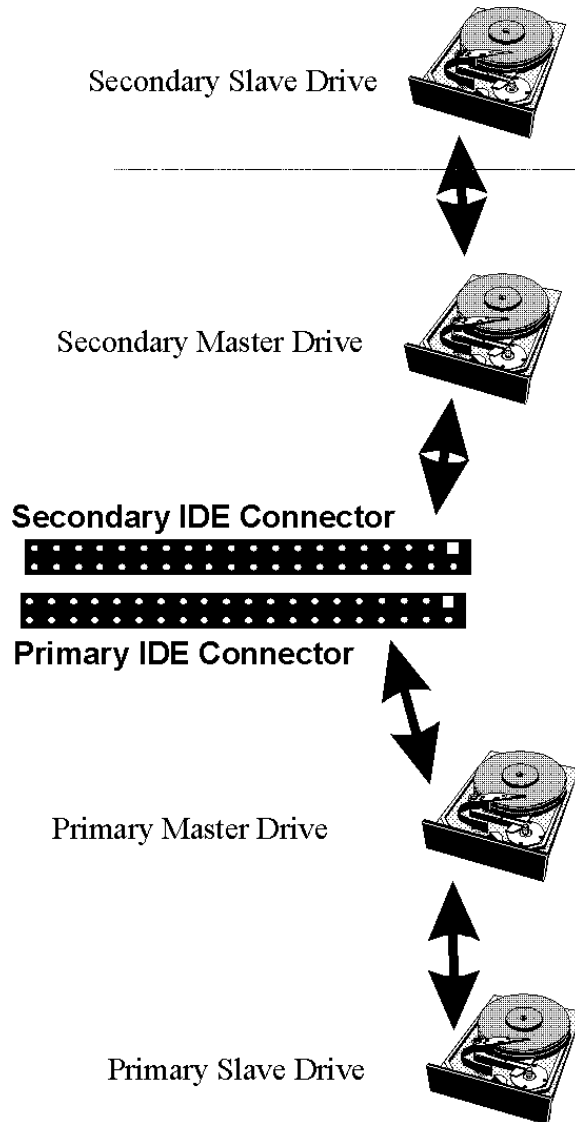 Secondary Slave Drive
Secondary Master Drive
Secondary IDE Connector
Primary IDE Connector
Primary Master Drive
Primary Slave Drive